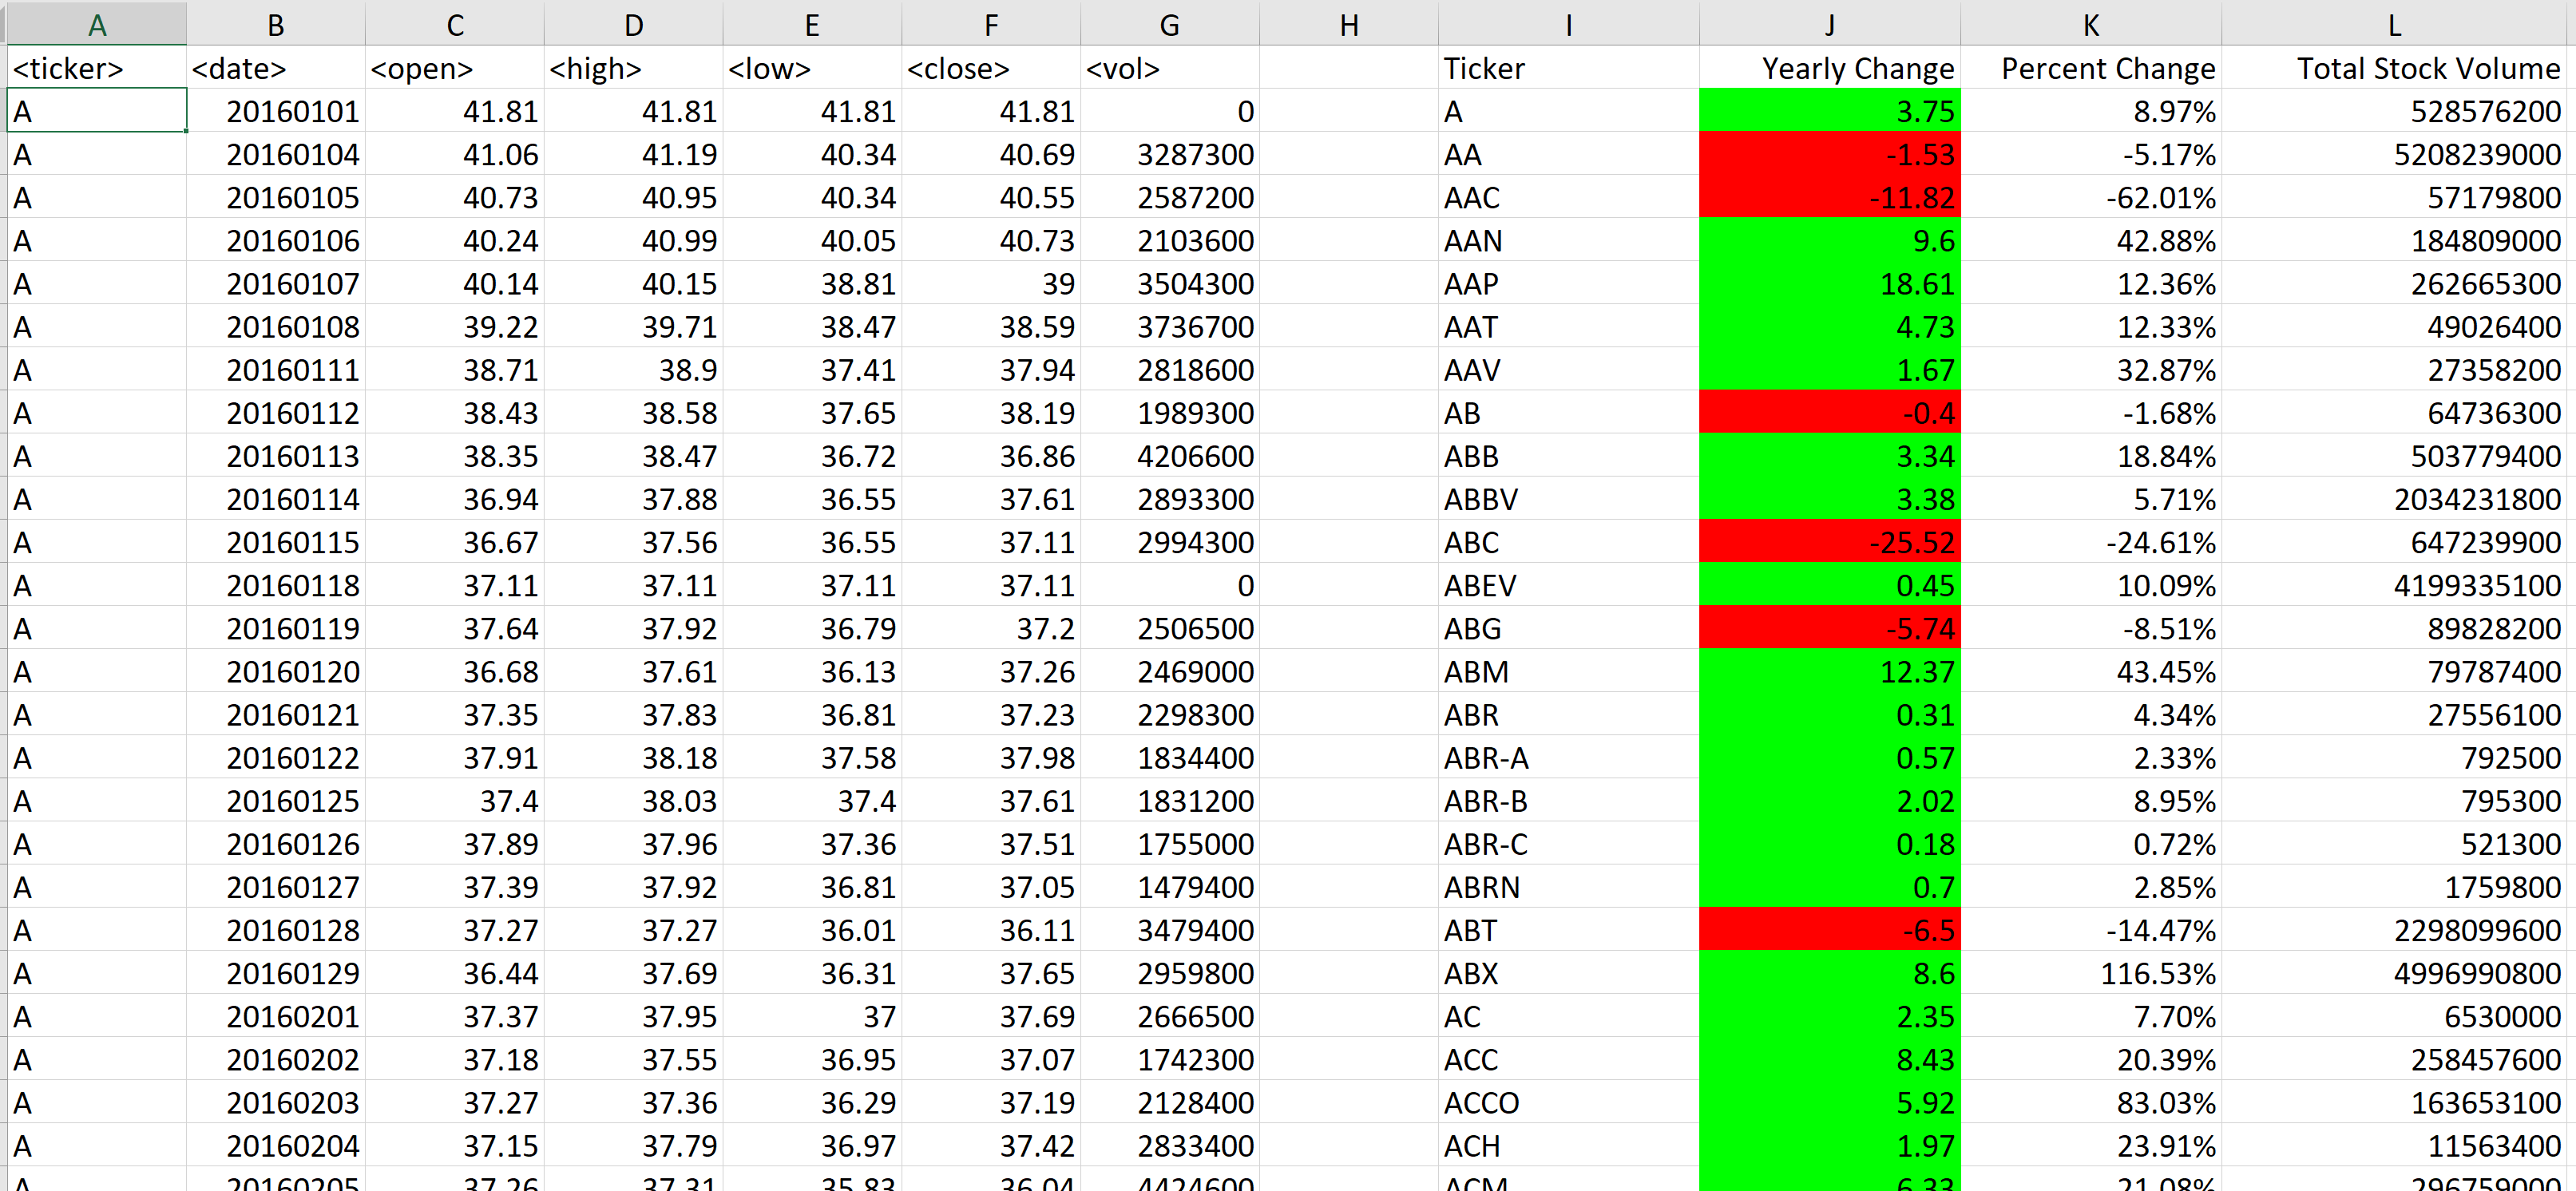 A B C D E F G H I J K L
<ticker> <date> <open> <high> <low> <close> <vol> Ticker Yearly Change Percent Change Total Stock Volume
A 20160101 41.81 41.81 41.81 41.81 0 A 3.75 8.97% 528576200
A 20160104 41.06 41.19 40.34 40.69 3287300 AA -1.53 -5.17% 5208239000
A 20160105 40.73 40.95 40.34 40.55 2587200 AAC -11.82 -62.01% 57179800
A 20160106 40.24 40.99 40.05 40.73 2103600 AAN 9.6 42.88% 184809000
A 20160107 40.14 40.15 38.81 39 3504300 AAP 18.61 12.36% 262665300
A 20160108 39.22 39.71 38.47 38.59 3736700 AAT 4.73 12.33% 49026400
A 20160111 38.71 38.9 37.41 37.94 2818600 AAV 1.67 32.87% 27358200
A 20160112 38.43 38.58 37.65 38.19 1989300 AB -0.4 -1.68% 64736300
A 20160113 38.35 38.47 36.72 36.86 4206600 ABB 3.34 18.84% 503779400
A 20160114 36.94 37.88 36.55 37.61 2893300 ABBV 3.38 5.71% 2034231800
A 20160115 36.67 37.56 36.55 37.11 2994300 ABC -25.52 -24.61% 647239900
A 20160118 37.11 37.11 37.11 37.11 0 ABEV 0.45 10.09% 4199335100
A 20160119 37.64 37.92 36.79 37.2 2506500 ABG -5.74 -8.51% 89828200
A 20160120 36.68 37.61 36.13 37.26 2469000 ABM 12.37 43.45% 79787400
A 20160121 37.35 37.83 36.81 37.23 2298300 ABR 0.31 4.34% 27556100
A 20160122 37.91 38.18 37.58 37.98 1834400 ABR-A 0.57 2.33% 792500
A 20160125 37.4 38.03 37.4 37.61 1831200 ABR-B 2.02 8.95% 795300
A 20160126 37.89 37.96 37.36 37.51 1755000 ABR-C 0.18 0.72% 521300
A 20160127 37.39 37.92 36.81 37.05 1479400 ABRN 0.7 2.85% 1759800
A 20160128 37.27 37.27 36.01 36.11 3479400 ABT -6.5 -14.47% 2298099600
A 20160129 36.44 37.69 36.31 37.65 2959800 ABX 8.6 116.53% 4996990800
A 20160201 37.37 37.95 37 37.69 2666500 AC 2.35 7.70% 6530000
A 20160202 37.18 37.55 36.95 37.07 1742300 ACC 8.43 20.39% 258457600
A 20160203 37.27 37.36 36.29 37.19 2128400 ACCO 5.92 83.03% 163653100
A 20160204 37.15 37.79 36.97 37.42 2833400 ACH 1.97 23.91% 11563400
A 20160205 37.26 37.31 35.83 36.04 4424600 ACM 6.33 21.08% 296759000